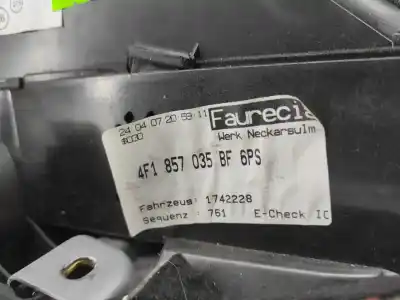 24 04 07 20 59:11 Faurecia
#030 Werk Neckarsulm
4F1 857 035 BF 6PS
Fahrzeug: 1742228
Sequenz : 761 E-Check IO